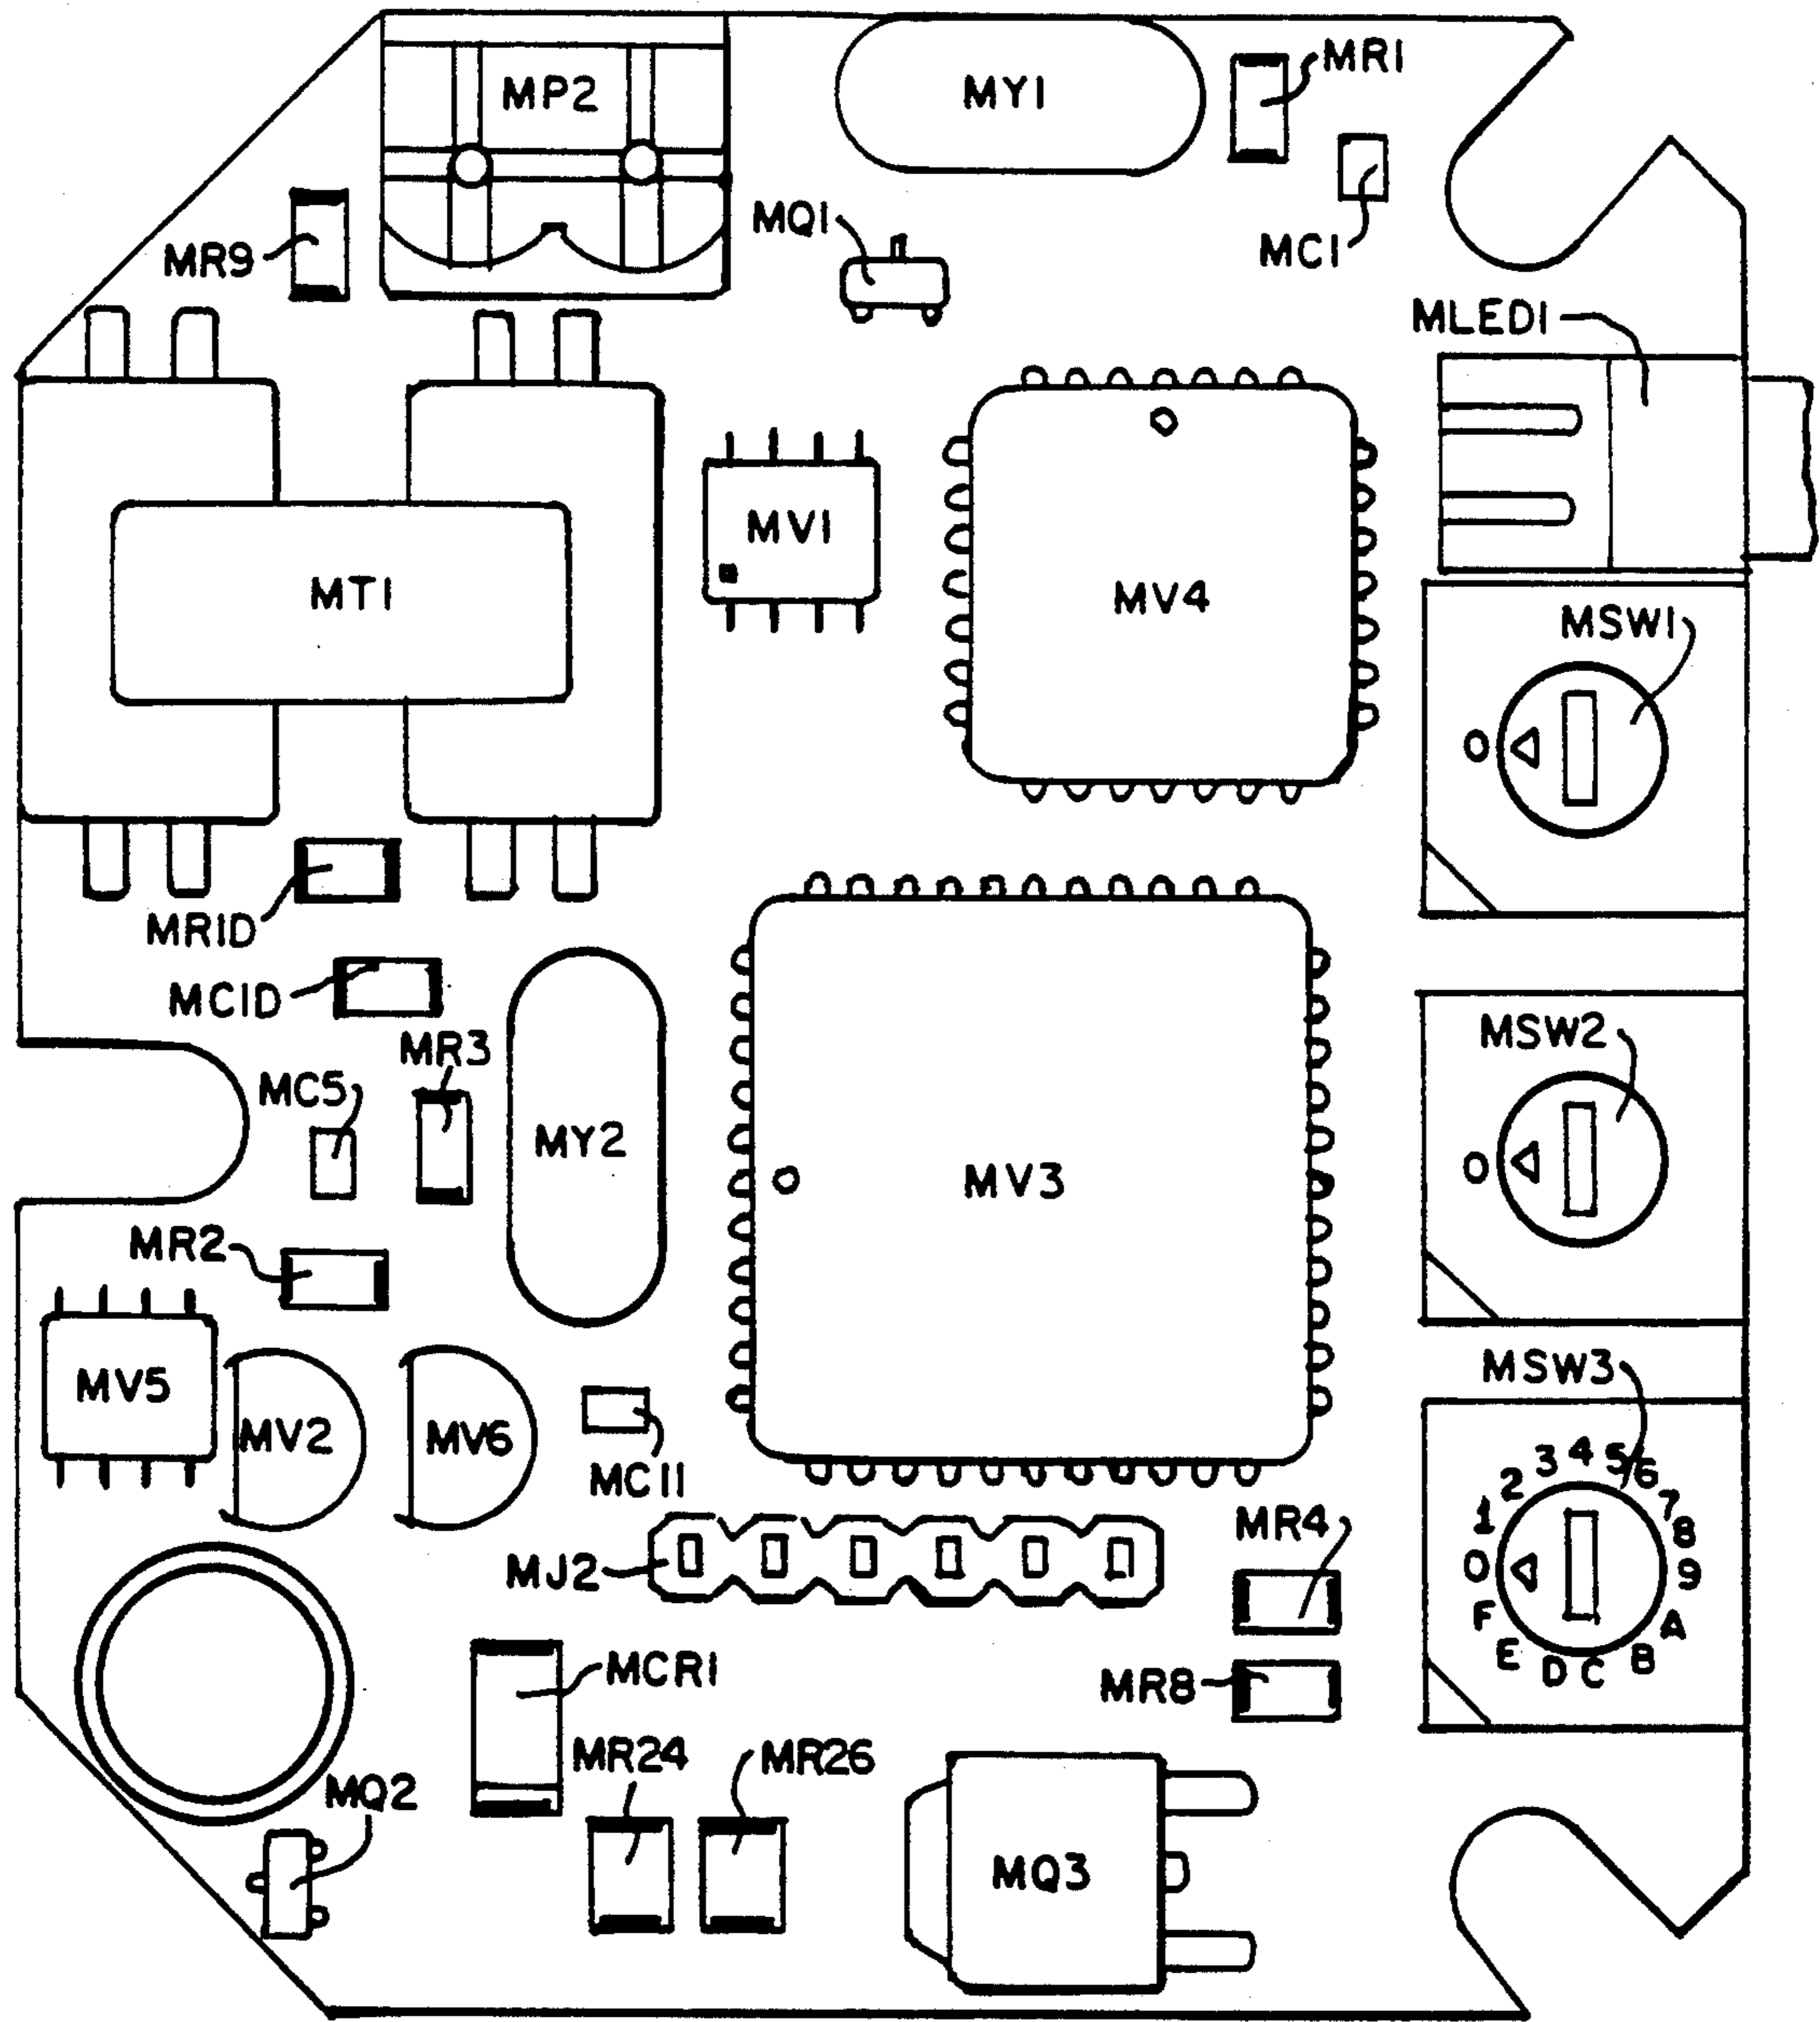 MP2
MY1
MR1
MC1
MQ1
MR9
MLED1
MV1
MT1
MV4
MSW1
0
MR1D
MC1D
MSW2
0
MR3
MC5
MY2
MV3
MR2
MV5
MV2
MV6
MC11
MSW3
0 1 2 3 4 5 6 7 8 9 A B C D E F
MR4
MJ2
MCR1
MR8
MR24
MR26
MQ2
MQ3